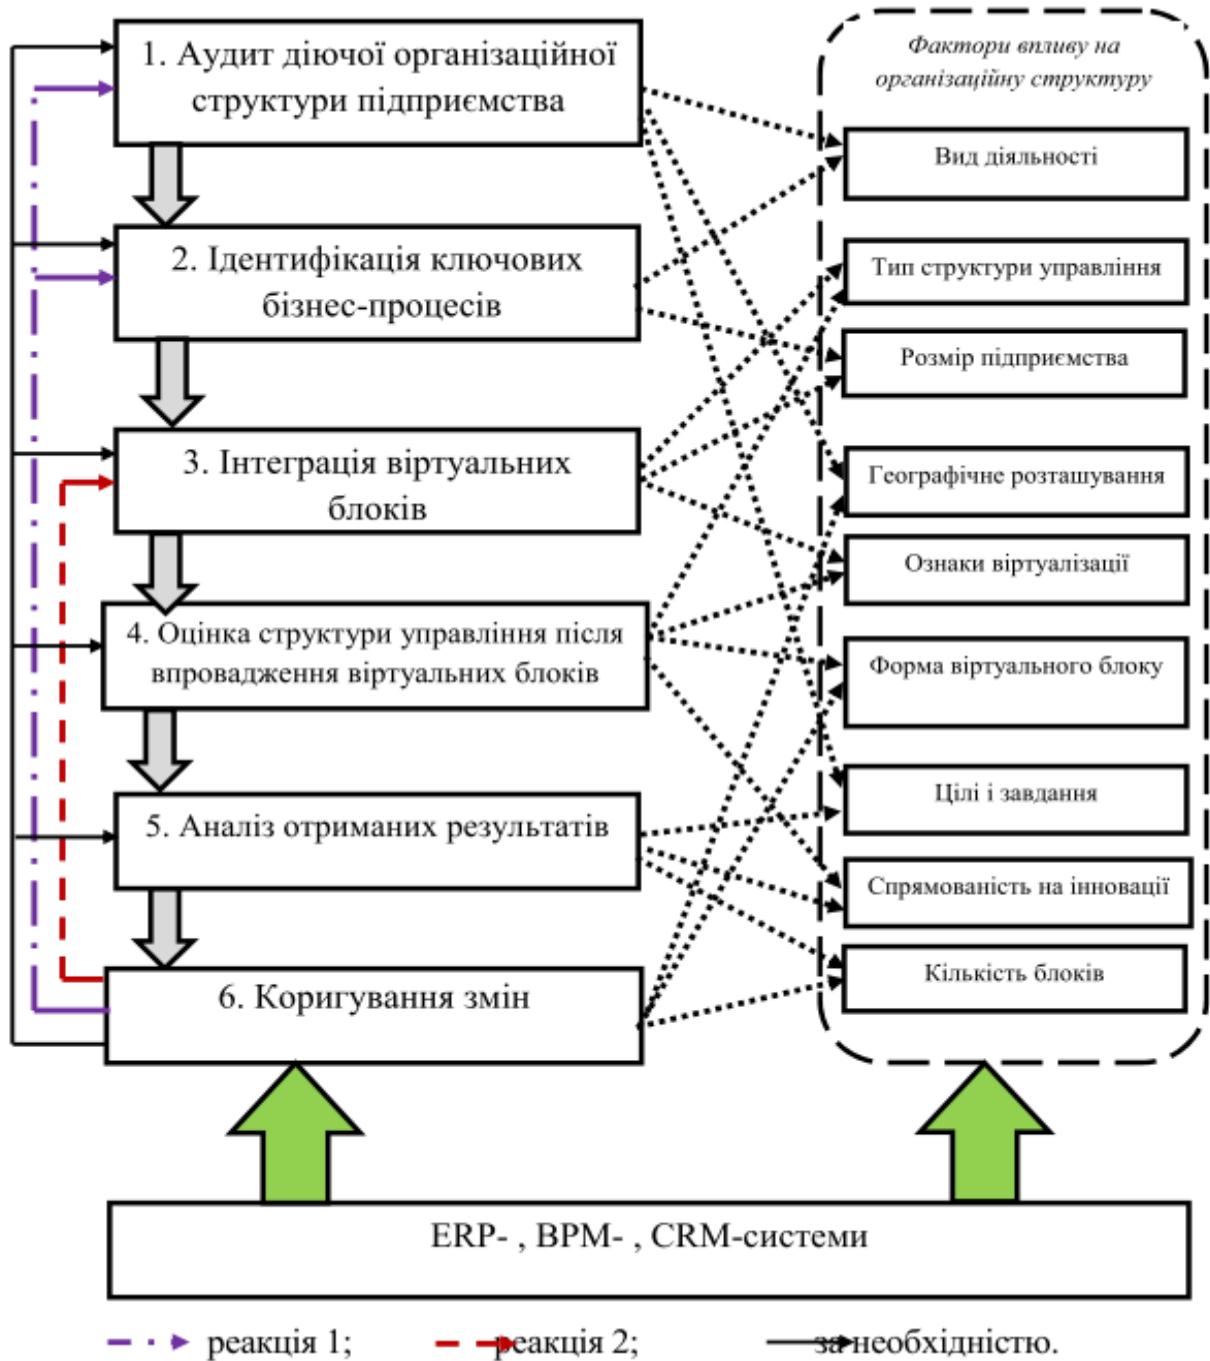 1. Аудит діючої організаційної
структури підприємства
2. Ідентифікація ключових
бізнес-процесів
3. Інтеграція віртуальних
блоків
4. Оцінка структури управління після
впровадження віртуальних блоків
5. Аналіз отриманих результатів
6. Коригування змін
Фактори впливу на
організаційну структуру
Вид діяльності
Тип структури управління
Розмір підприємства
Географічне розташування
Ознаки віртуалізації
Форма віртуального блоку
Цілі і завдання
Спрямованість на інновації
Кількість блоків
ERP- , BPM- , CRM-системи
реакція 1;
реакція 2;
за необхідністю.